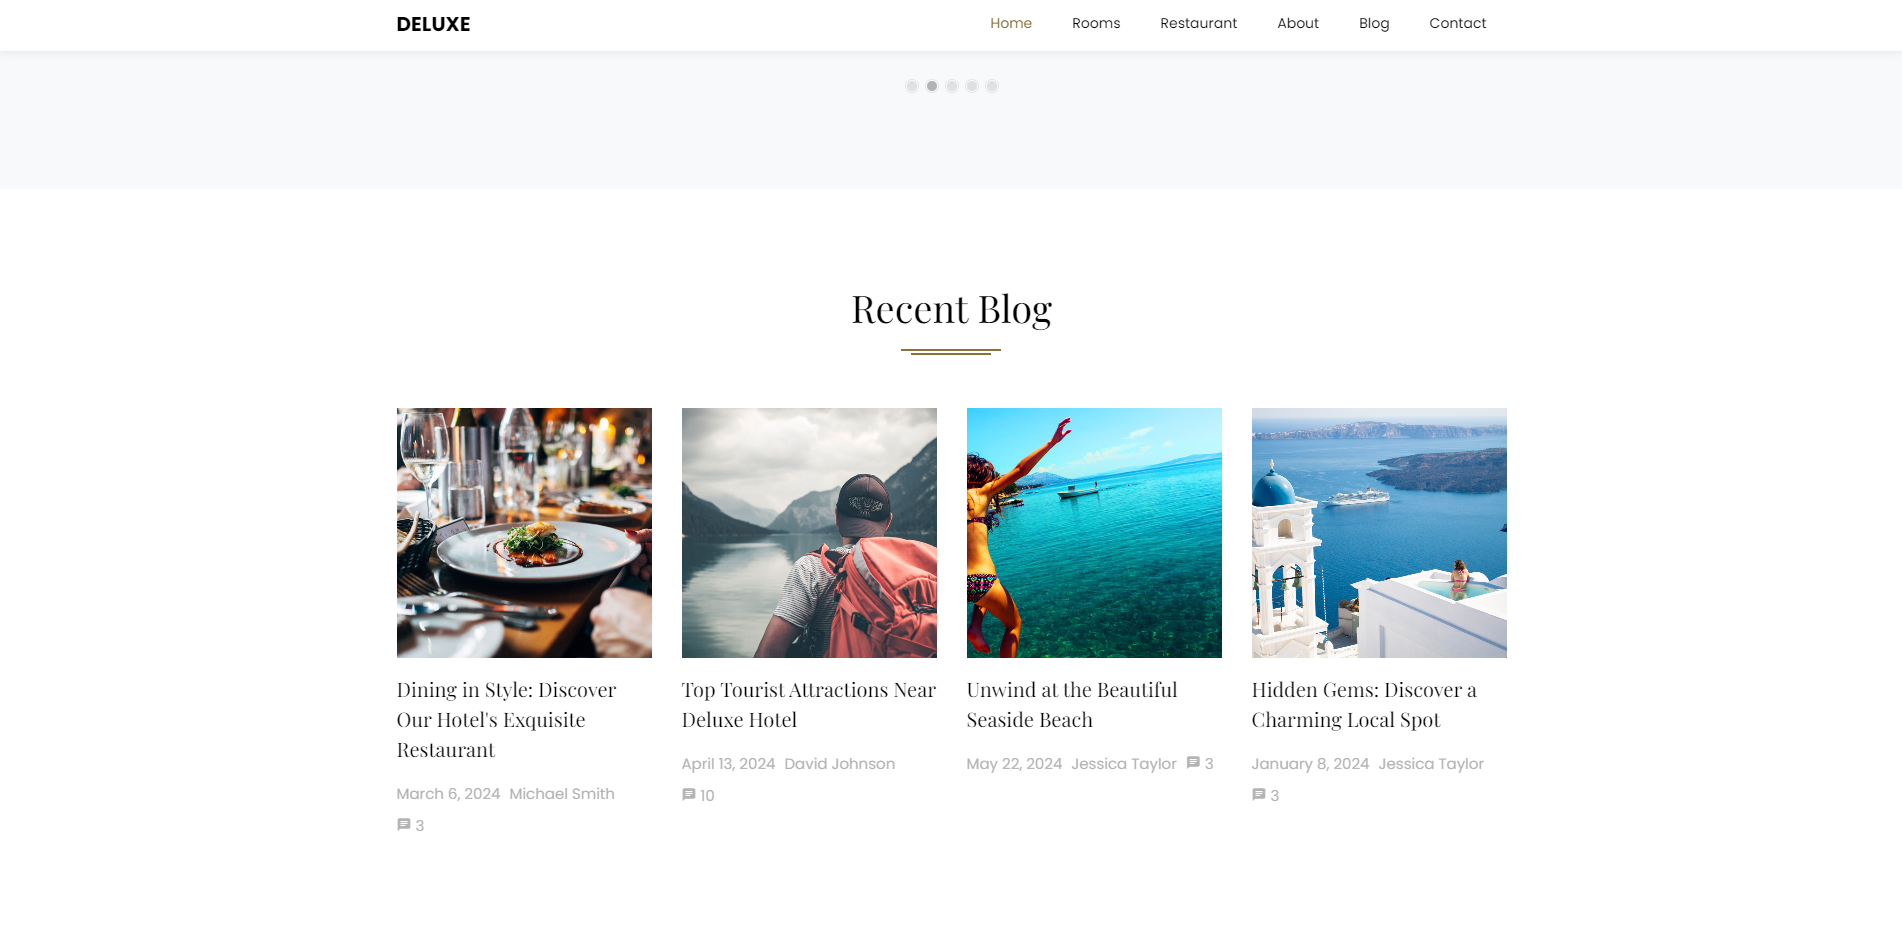 DELUXE
Home Rooms Restaurant About Blog Contact
Recent Blog
Dining in Style: Discover
Our Hotel's Exquisite
Restaurant
March 6, 2024 Michael Smith
3
Top Tourist Attractions Near
Deluxe Hotel
April 13, 2024 David Johnson
10
Unwind at the Beautiful
Seaside Beach
May 22, 2024 Jessica Taylor 3
Hidden Gems: Discover a
Charming Local Spot
January 8, 2024 Jessica Taylor
3